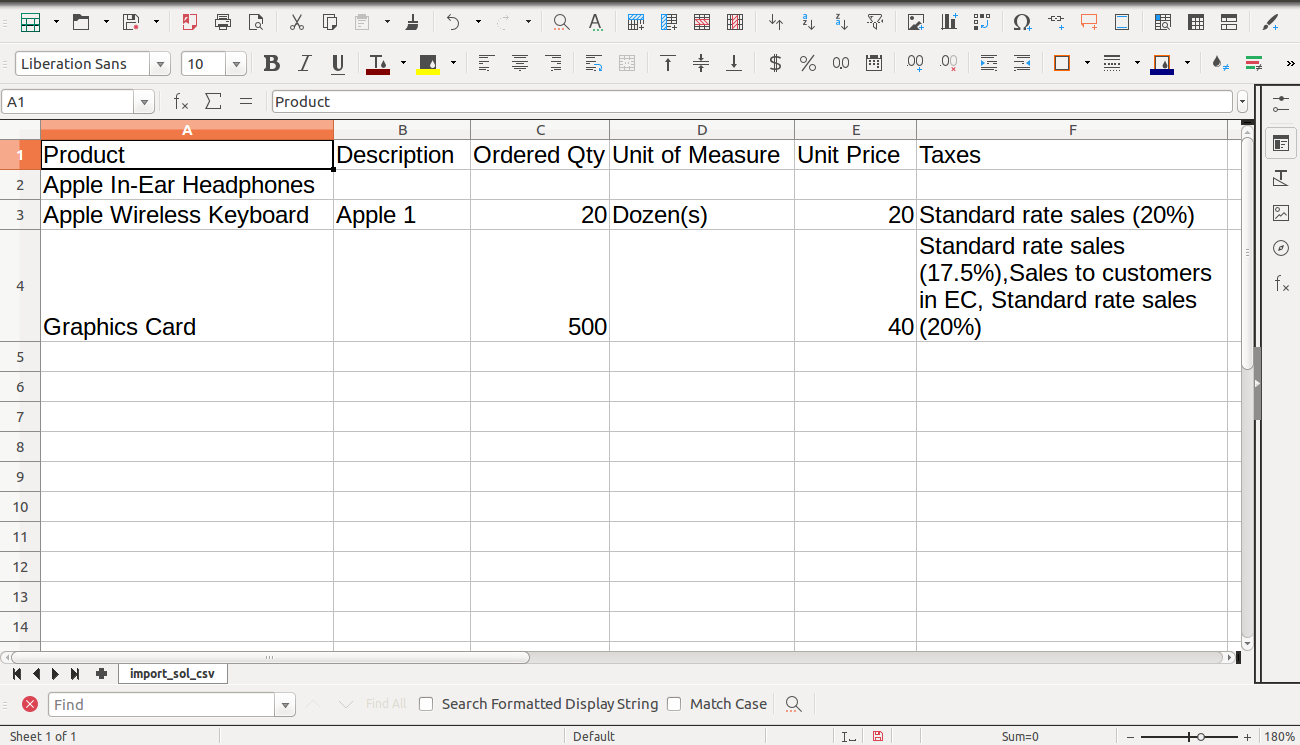 Liberation Sans 10
A1 Product
A B C D E F
1 Product Description Ordered Qty Unit of Measure Unit Price Taxes
2 Apple In-Ear Headphones
3 Apple Wireless Keyboard Apple 1 20 Dozen(s) 20 Standard rate sales (20%)
Standard rate sales
(17.5%),Sales to customers
in EC, Standard rate sales
4 Graphics Card 500 40 (20%)
5
6
7
8
9
10
11
12
13
14
import_sol_csv
Find Find All Search Formatted Display String Match Case
Sheet 1 of 1 Default Sum=0 180%